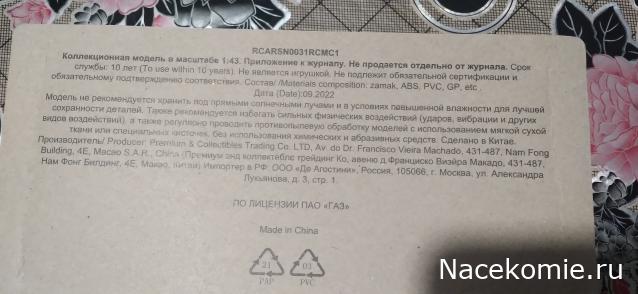 RCARSN0031RCMC1
Коллекционная модель в масштабе 1:43. Приложение к журналу. Не продается отдельно от журнала. Срок
службы: 10 лет (To use within 10 years). Не является игрушкой. Не подлежит обязательной сертификации и
обязательному подтверждению соответствия. Состав/ /Materials composition: zamak, ABS, PVC, GP, etc .
Дата (Date):09.2022
Модель не рекомендуется хранить под прямыми солнечными лучами и в условиях повышенной влажности для лучшей
сохранности деталей. Также рекомендуется избегать сильных физических воздействий (ударов, вибрации и других
видов воздействий), а также регулярно проводить противопылевую обработку моделей с использованием мягкой сухой
ткани или специальных кисточек, без использования химических и абразивных средств. Сделано в Китае.
Производитель/ Producer: Premium & Collectibles Trading Co. LTD, Av. do Dr. Francisco Vieira Machado, 431-487, Nam Fong
Building, 4E, Macao S.A.R., China (Премиум энд коллектиблс трейдинг Ко, авеню д.Франциско Виэйра Макадо, 431-487,
Нам Фонг Билдинг, 4E, Макао, Китай) Импортер в РФ: ООО «Де Агостини», Россия, 105066, г. Москва, ул. Александра
Лукьянова, д. 3, стр. 1.
ПО ЛИЦЕНЗИИ ПАО «ГАЗ»
Made in China
21 03
PAP PVC
Nacekomie.ru